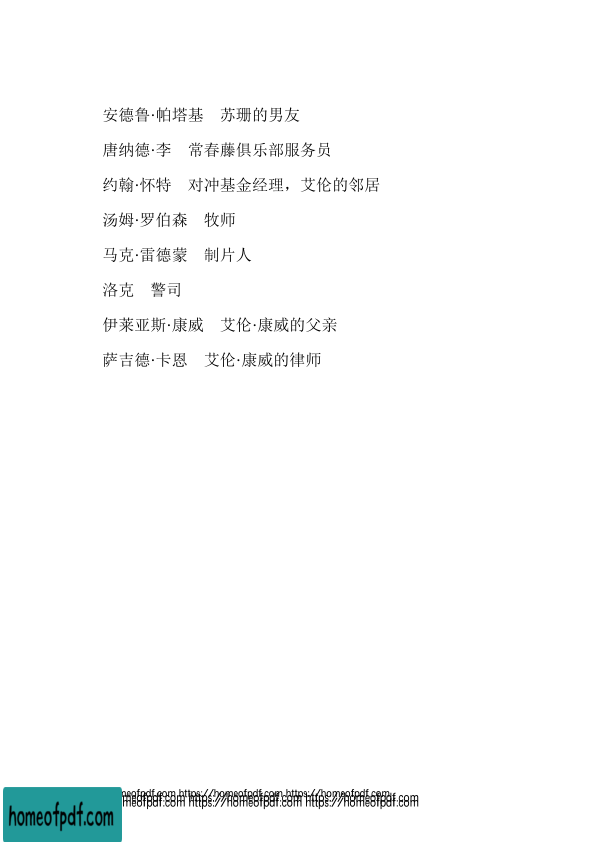 安德鲁·帕塔基　苏珊的男友
唐纳德·李　常春藤俱乐部服务员
约翰·怀特　对冲基金经理，艾伦的邻居
汤姆·罗伯森　牧师
马克·雷德蒙　制片人
洛克　警司
伊莱亚斯·康威　艾伦·康威的父亲
萨吉德·卡恩　艾伦·康威的律师
meofpdf.com https://homeofpdf.com https://homeofpdf.com
meofpdf.com https://homeofpdf.com https://homeofpdf.com
homeofpdf.com